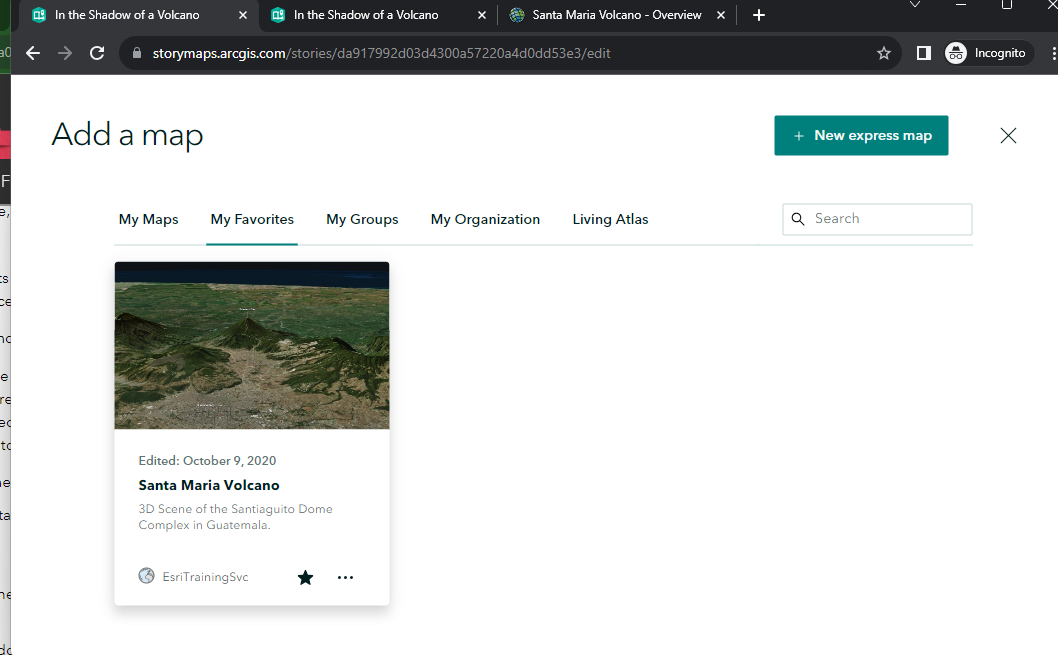 In the Shadow of a Volcano
In the Shadow of a Volcano
Santa Maria Volcano - Overview
storymaps.arcgis.com/stories/da917992d03d4300a57220a4d0dd53e3/edit
Incognito
Add a map
+ New express map
My Maps
My Favorites
My Groups
My Organization
Living Atlas
Search
Edited: October 9, 2020
Santa Maria Volcano
3D Scene of the Santiaguito Dome
Complex in Guatemala.
EsriTrainingSvc